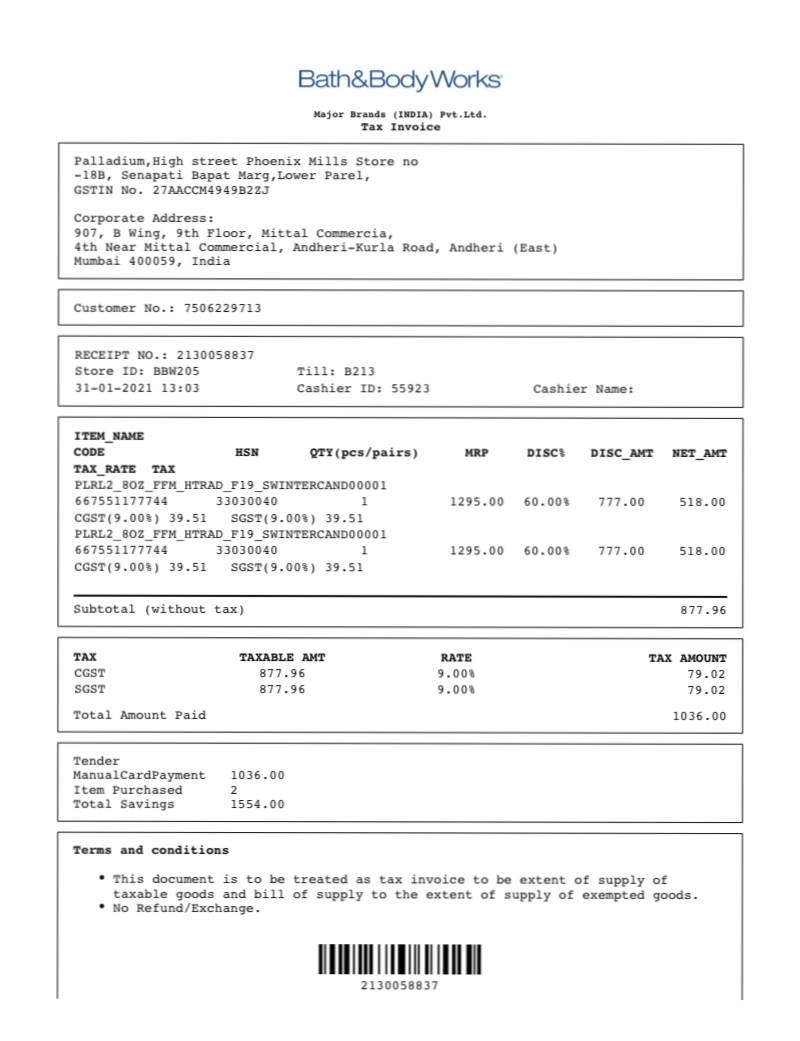 Bath&BodyWorks
Major Brands (INDIA) Pvt.Ltd.
Tax Invoice
Palladium,High street Phoenix Mills Store no
-18B, Senapati Bapat Marg,Lower Parel,
GSTIN No. 27AACCM4949B2ZJ
Corporate Address:
907, B Wing, 9th Floor, Mittal Commercia,
4th Near Mittal Commercial, Andheri-Kurla Road, Andheri (East)
Mumbai 400059, India
Customer No.: 7506229713
RECEIPT NO.: 2130058837
Store ID: BBW205 Till: B213
31-01-2021 13:03 Cashier ID: 55923 Cashier Name:
ITEM_NAME
CODE HSN QTY(pcs/pairs) MRP DISC% DISC_AMT NET_AMT
TAX_RATE TAX
PLRL2_8OZ_FFM_HTRAD_F19_SWINTERCAND00001
667551177744 33030040 1 1295.00 60.00% 777.00 518.00
CGST(9.00%) 39.51 SGST(9.00%) 39.51
PLRL2_8OZ_FFM_HTRAD_F19_SWINTERCAND00001
667551177744 33030040 1 1295.00 60.00% 777.00 518.00
CGST(9.00%) 39.51 SGST(9.00%) 39.51
Subtotal (without tax) 877.96
TAX TAXABLE AMT RATE TAX AMOUNT
CGST 877.96 9.00% 79.02
SGST 877.96 9.00% 79.02
Total Amount Paid 1036.00
Tender
ManualCardPayment 1036.00
Item Purchased 2
Total Savings 1554.00
Terms and conditions
• This document is to be treated as tax invoice to be extent of supply of
taxable goods and bill of supply to the extent of supply of exempted goods.
• No Refund/Exchange.
2130058837